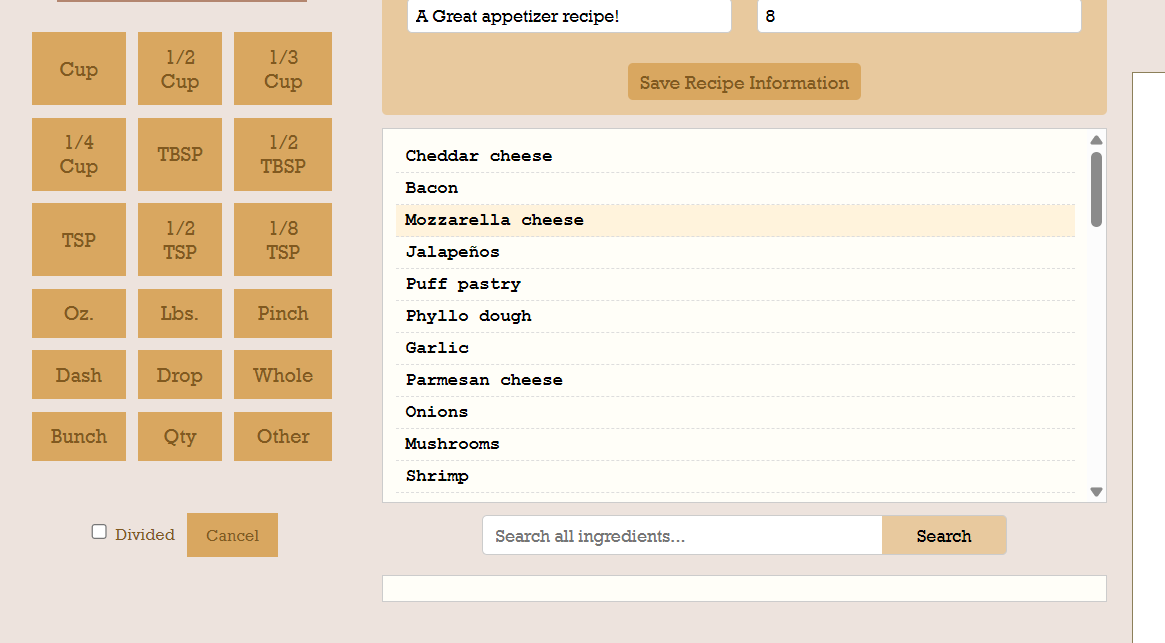 A Great appetizer recipe!
8
Save Recipe Information
Cup
1/2
Cup
1/3
Cup
1/4
Cup
TBSP
1/2
TBSP
TSP
1/2
TSP
1/8
TSP
Oz.
Lbs.
Pinch
Dash
Drop
Whole
Bunch
Qty
Other
Divided
Cancel
Cheddar cheese
Bacon
Mozzarella cheese
Jalapeños
Puff pastry
Phyllo dough
Garlic
Parmesan cheese
Onions
Mushrooms
Shrimp
Search all ingredients...
Search